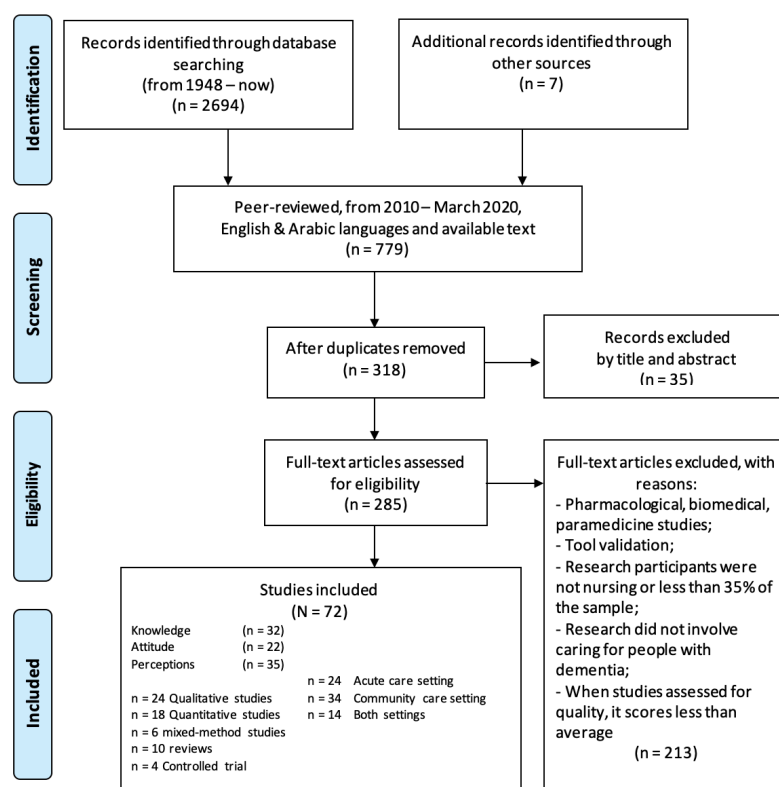 Identification
Records identified through database
searching
(from 1948 – now)
(n = 2694)
Additional records identified through
other sources
(n = 7)
Peer-reviewed, from 2010 – March 2020,
English & Arabic languages and available text
(n = 779)
Screening
After duplicates removed
(n = 318)
Records excluded
by title and abstract
(n = 35)
Eligibility
Full-text articles assessed
for eligibility
(n = 285)
Full-text articles excluded, with
reasons:
- Pharmacological, biomedical,
paramedicine studies;
- Tool validation;
- Research participants were
not nursing or less than 35% of
the sample;
- Research did not involve
caring for people with
dementia;
- When studies assessed for
quality, it scores less than
average
(n = 213)
Included
Studies included
(N = 72)
Knowledge (n = 32)
Attitude (n = 22)
Perceptions (n = 35)
n = 24 Qualitative studies
n = 18 Quantitative studies
n = 6 mixed-method studies
n = 10 reviews
n = 4 Controlled trial
n = 24 Acute care setting
n = 34 Community care setting
n = 14 Both settings